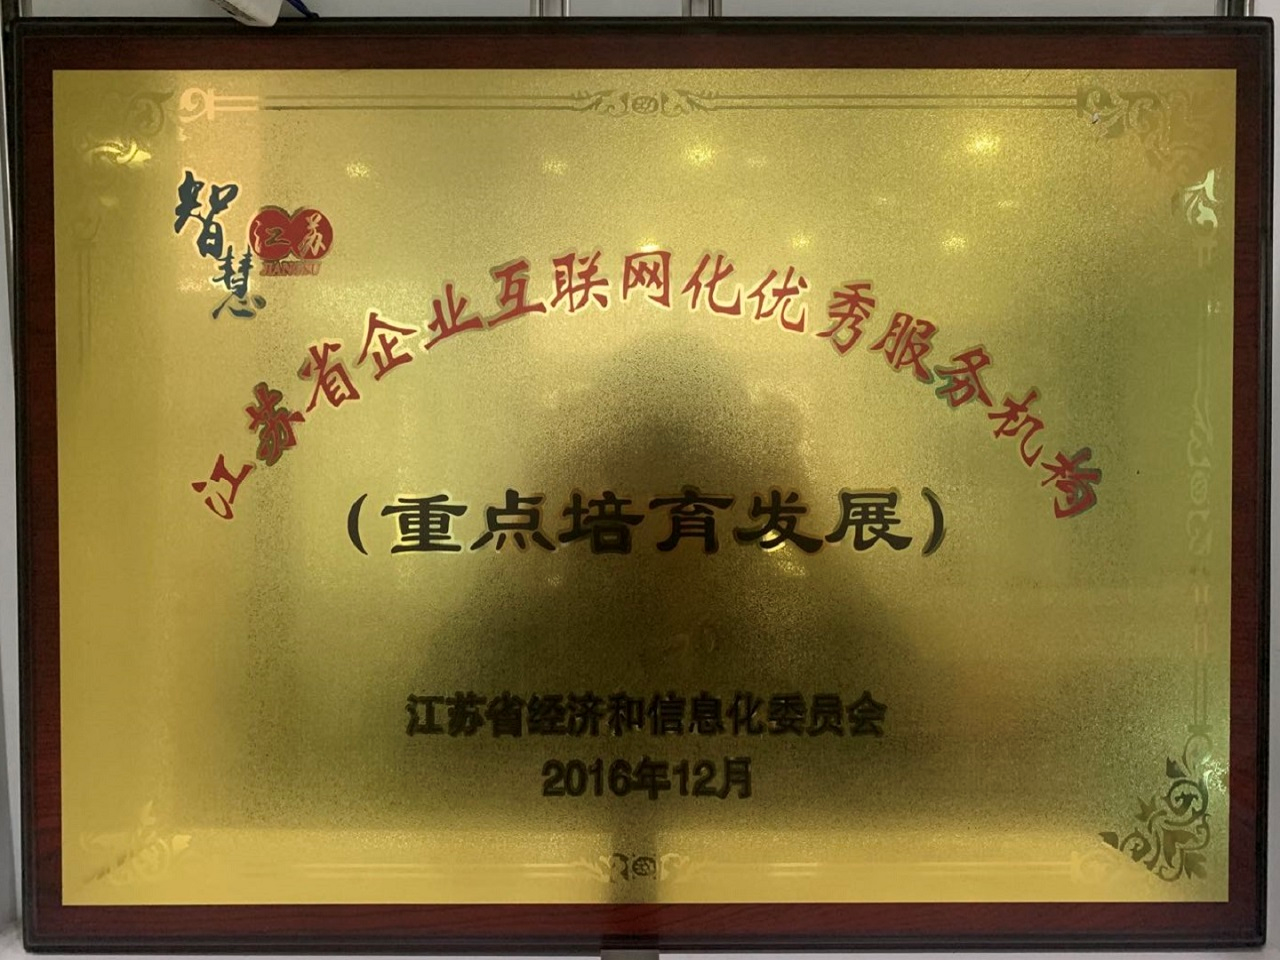 智慧
江苏
JIANGSU
江苏省企业互联网化优秀服务机构
（重点培育发展）
江苏省经济和信息化委员会
2016年12月